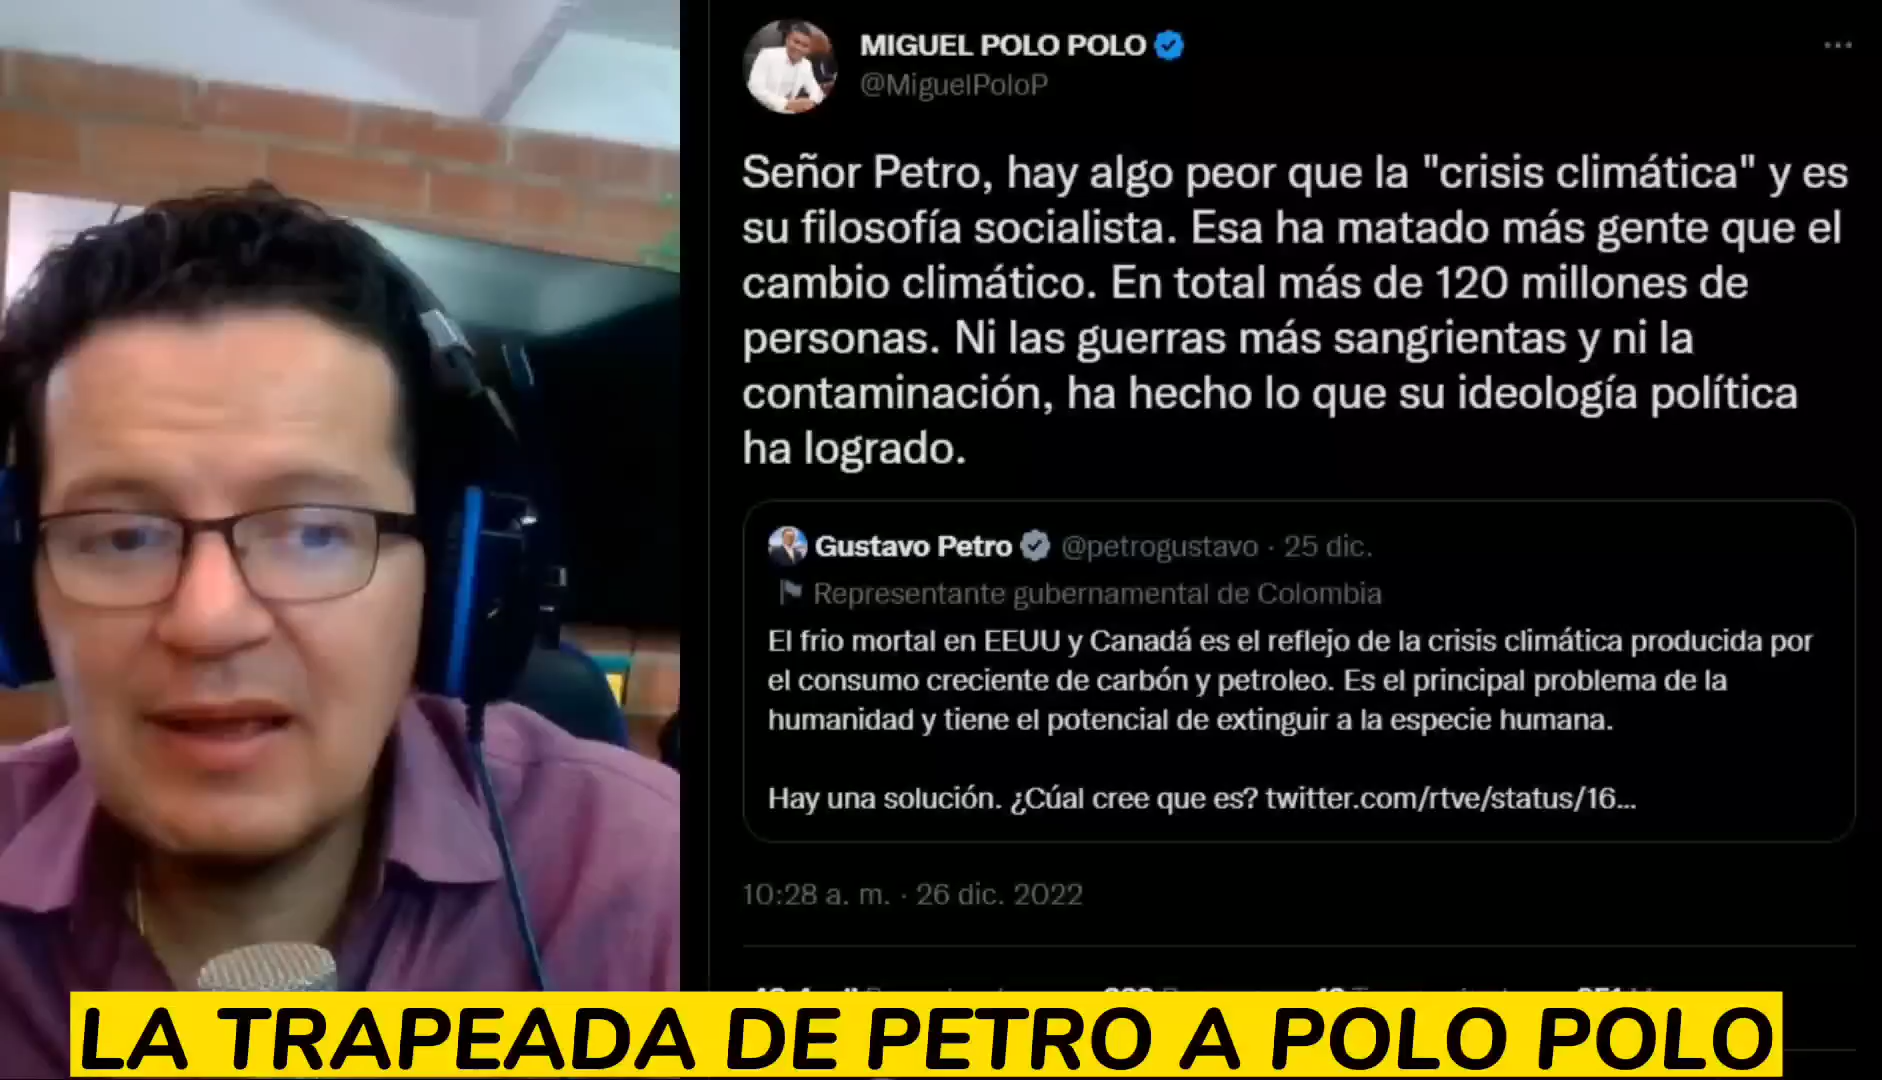 MIGUEL POLO POLO
@MiguelPoloP
Señor Petro, hay algo peor que la "crisis climática" y es
su filosofía socialista. Esa ha matado más gente que el
cambio climático. En total más de 120 millones de
personas. Ni las guerras más sangrientas y ni la
contaminación, ha hecho lo que su ideología política
ha logrado.
Gustavo Petro @petrogustavo · 25 dic.
Representante gubernamental de Colombia
El frio mortal en EEUU y Canadá es el reflejo de la crisis climática producida por
el consumo creciente de carbón y petroleo. Es el principal problema de la
humanidad y tiene el potencial de extinguir a la especie humana.
Hay una solución. ¿Cúal cree que es? twitter.com/rtve/status/16...
10:28 a. m. · 26 dic. 2022
LA TRAPEADA DE PETRO A POLO POLO